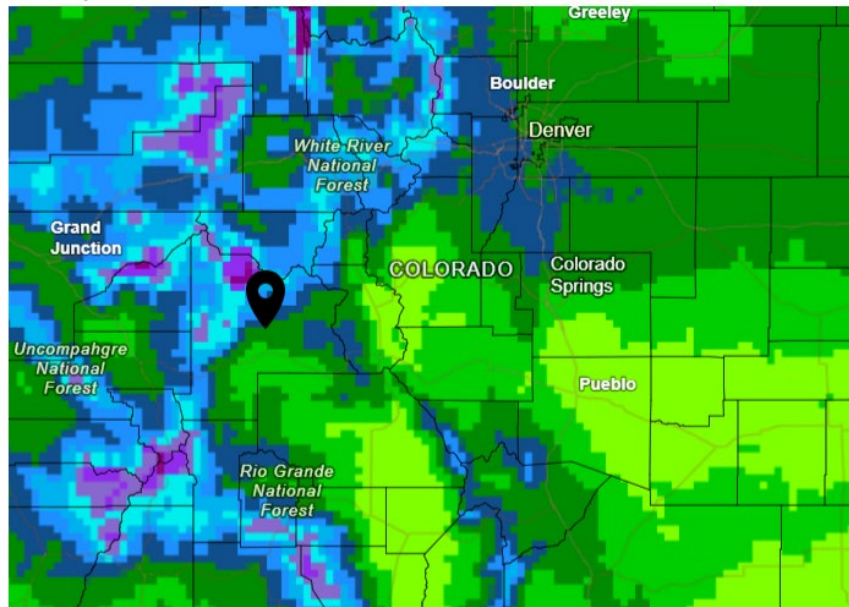 Greeley
Boulder
Denver
White River
National
Forest
Grand
Junction
COLORADO
Colorado
Springs
Uncompahgre
National
Forest
Pueblo
Rio Grande
National
Forest